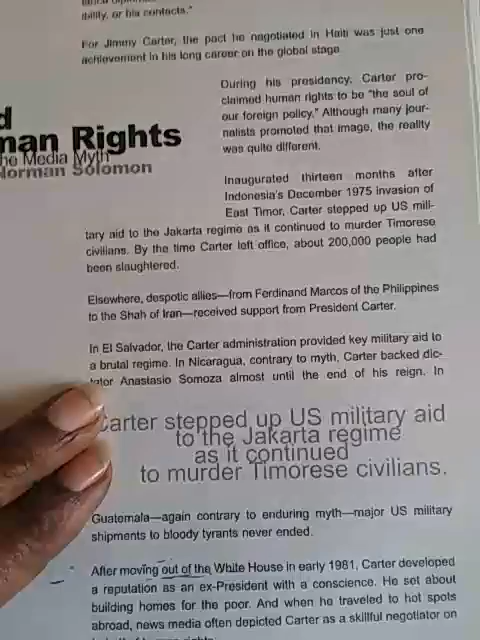 ibility, or his contacts."
For Jimmy Carter, the pact he negotiated in Haiti was just one
achievement in his long career on the global stage.
d
man Rights
he Media Myth
Norman Solomon
During his presidency, Carter pro-
claimed human rights to be "the soul of
our foreign policy." Although many jour-
nalists promoted that image, the reality
was quite different.
Inaugurated thirteen months after
Indonesia's December 1975 invasion of
East Timor, Carter stepped up US mili-
tary aid to the Jakarta regime as it continued to murder Timorese
civilians. By the time Carter left office, about 200,000 people had
been slaughtered.
Elsewhere, despotic allies—from Ferdinand Marcos of the Philippines
to the Shah of Iran—received support from President Carter.
In El Salvador, the Carter administration provided key military aid to
a brutal regime. In Nicaragua, contrary to myth, Carter backed dic-
tator Anastasio Somoza almost until the end of his reign. In
Carter stepped up US military aid
to the Jakarta regime
as it continued
to murder Timorese civilians.
Guatemala—again contrary to enduring myth—major US military
shipments to bloody tyrants never ended.
After moving out of the White House in early 1981, Carter developed
a reputation as an ex-President with a conscience. He set about
building homes for the poor. And when he traveled to hot spots
abroad, news media often depicted Carter as a skillful negotiator on